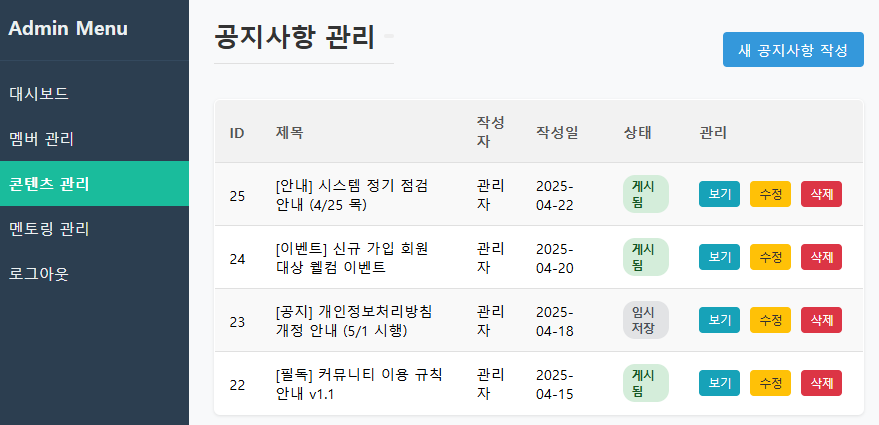 Admin Menu
대시보드
멤버 관리
콘텐츠 관리
멘토링 관리
로그아웃
공지사항 관리
새 공지사항 작성
ID 제목 작성자 작성일 상태 관리
25 [안내] 시스템 정기 점검 안내 (4/25 목) 관리자 2025-04-22 게시됨 보기 수정 삭제
24 [이벤트] 신규 가입 회원 대상 웰컴 이벤트 관리자 2025-04-20 게시됨 보기 수정 삭제
23 [공지] 개인정보처리방침 개정 안내 (5/1 시행) 관리자 2025-04-18 임시저장 보기 수정 삭제
22 [필독] 커뮤니티 이용 규칙 안내 v1.1 관리자 2025-04-15 게시됨 보기 수정 삭제